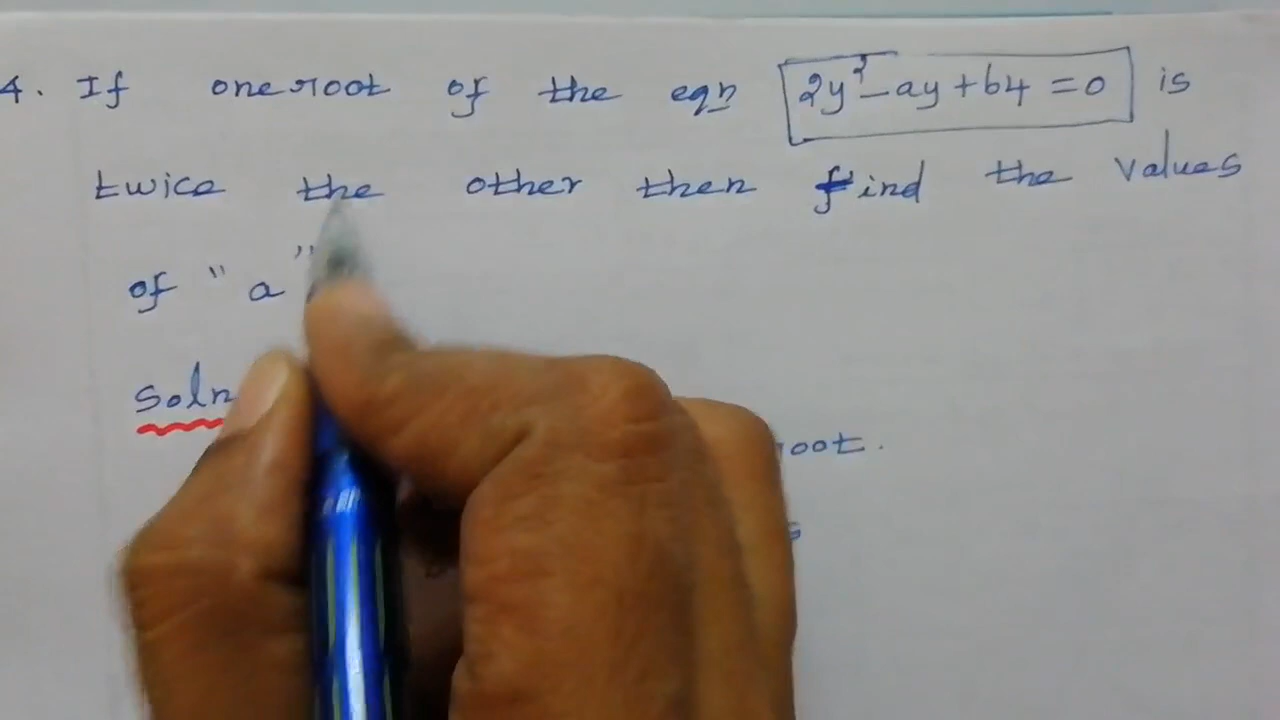 4. If one root of the eqn 2y² - ay + 64 = 0 is
twice the other then find the values
of "a"
Soln
root.